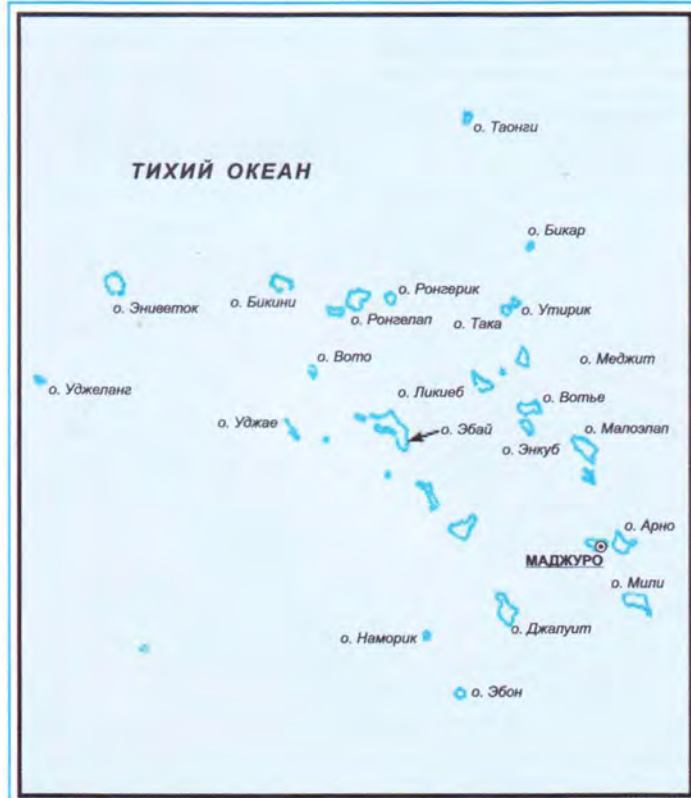 о. Таонги
ТИХИЙ ОКЕАН
о. Бикар
о. Ронгерик
о. Эниветок
о. Бикини
о. Ронгелап
о. Така
о. Утирик
о. Вото
о. Меджит
о. Уджеланг
о. Ликиеб
о. Вотье
о. Уджае
о. Эбай
о. Энкуб
о. Малоэлап
о. Арно
МАДЖУРО
о. Мили
о. Джалуит
о. Наморик
о. Эбон